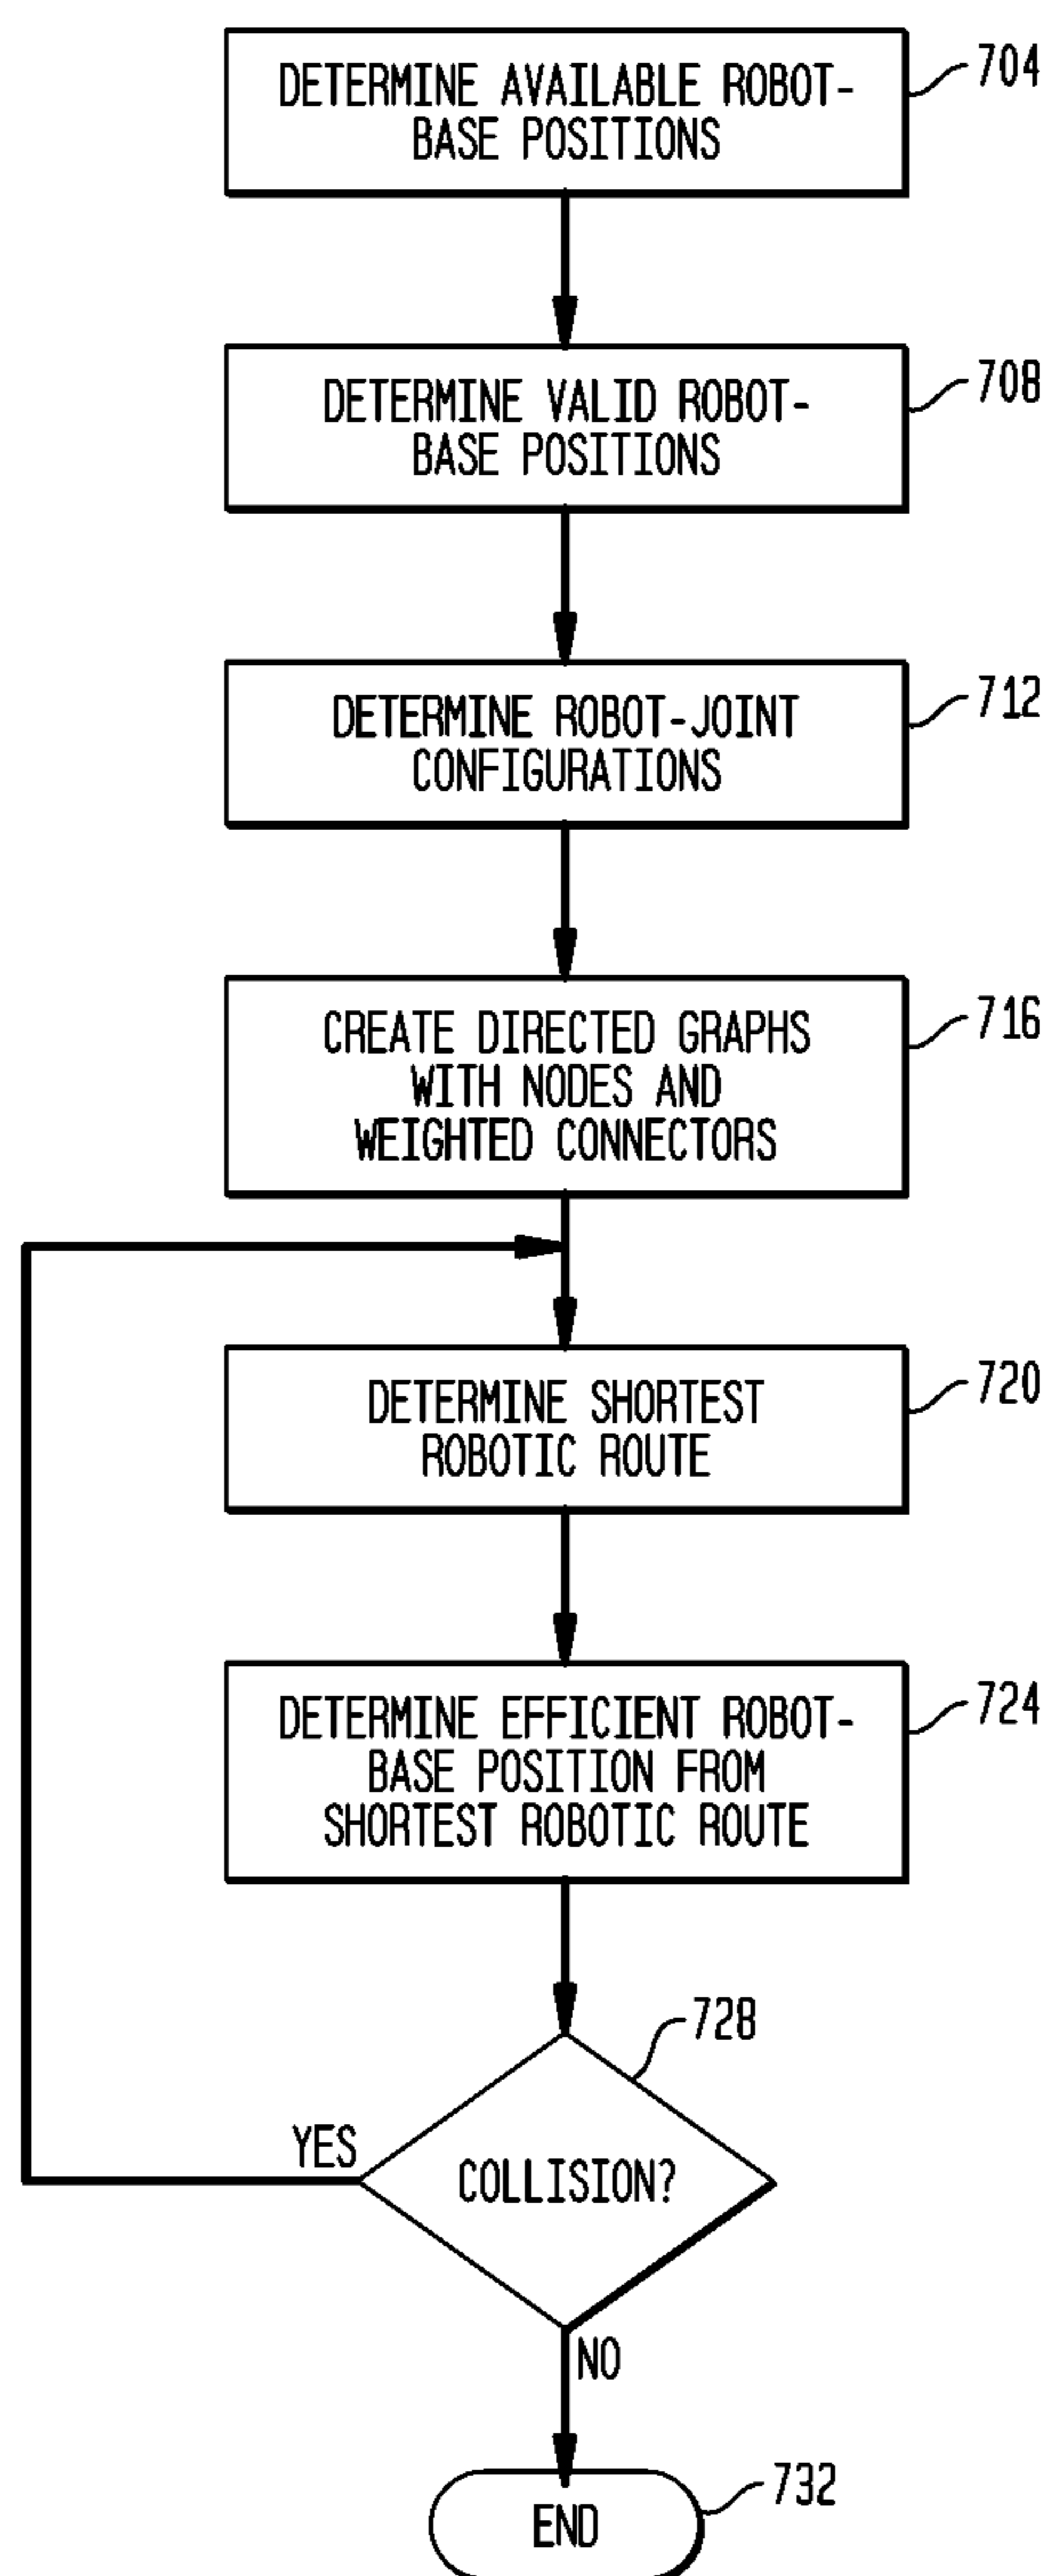 DETERMINE AVAILABLE ROBOT-
BASE POSITIONS
704
DETERMINE VALID ROBOT-
BASE POSITIONS
708
DETERMINE ROBOT-JOINT
CONFIGURATIONS
712
CREATE DIRECTED GRAPHS
WITH NODES AND
WEIGHTED CONNECTORS
716
DETERMINE SHORTEST
ROBOTIC ROUTE
720
DETERMINE EFFICIENT ROBOT-
BASE POSITION FROM
SHORTEST ROBOTIC ROUTE
724
728
YES
COLLISION?
NO
732
END